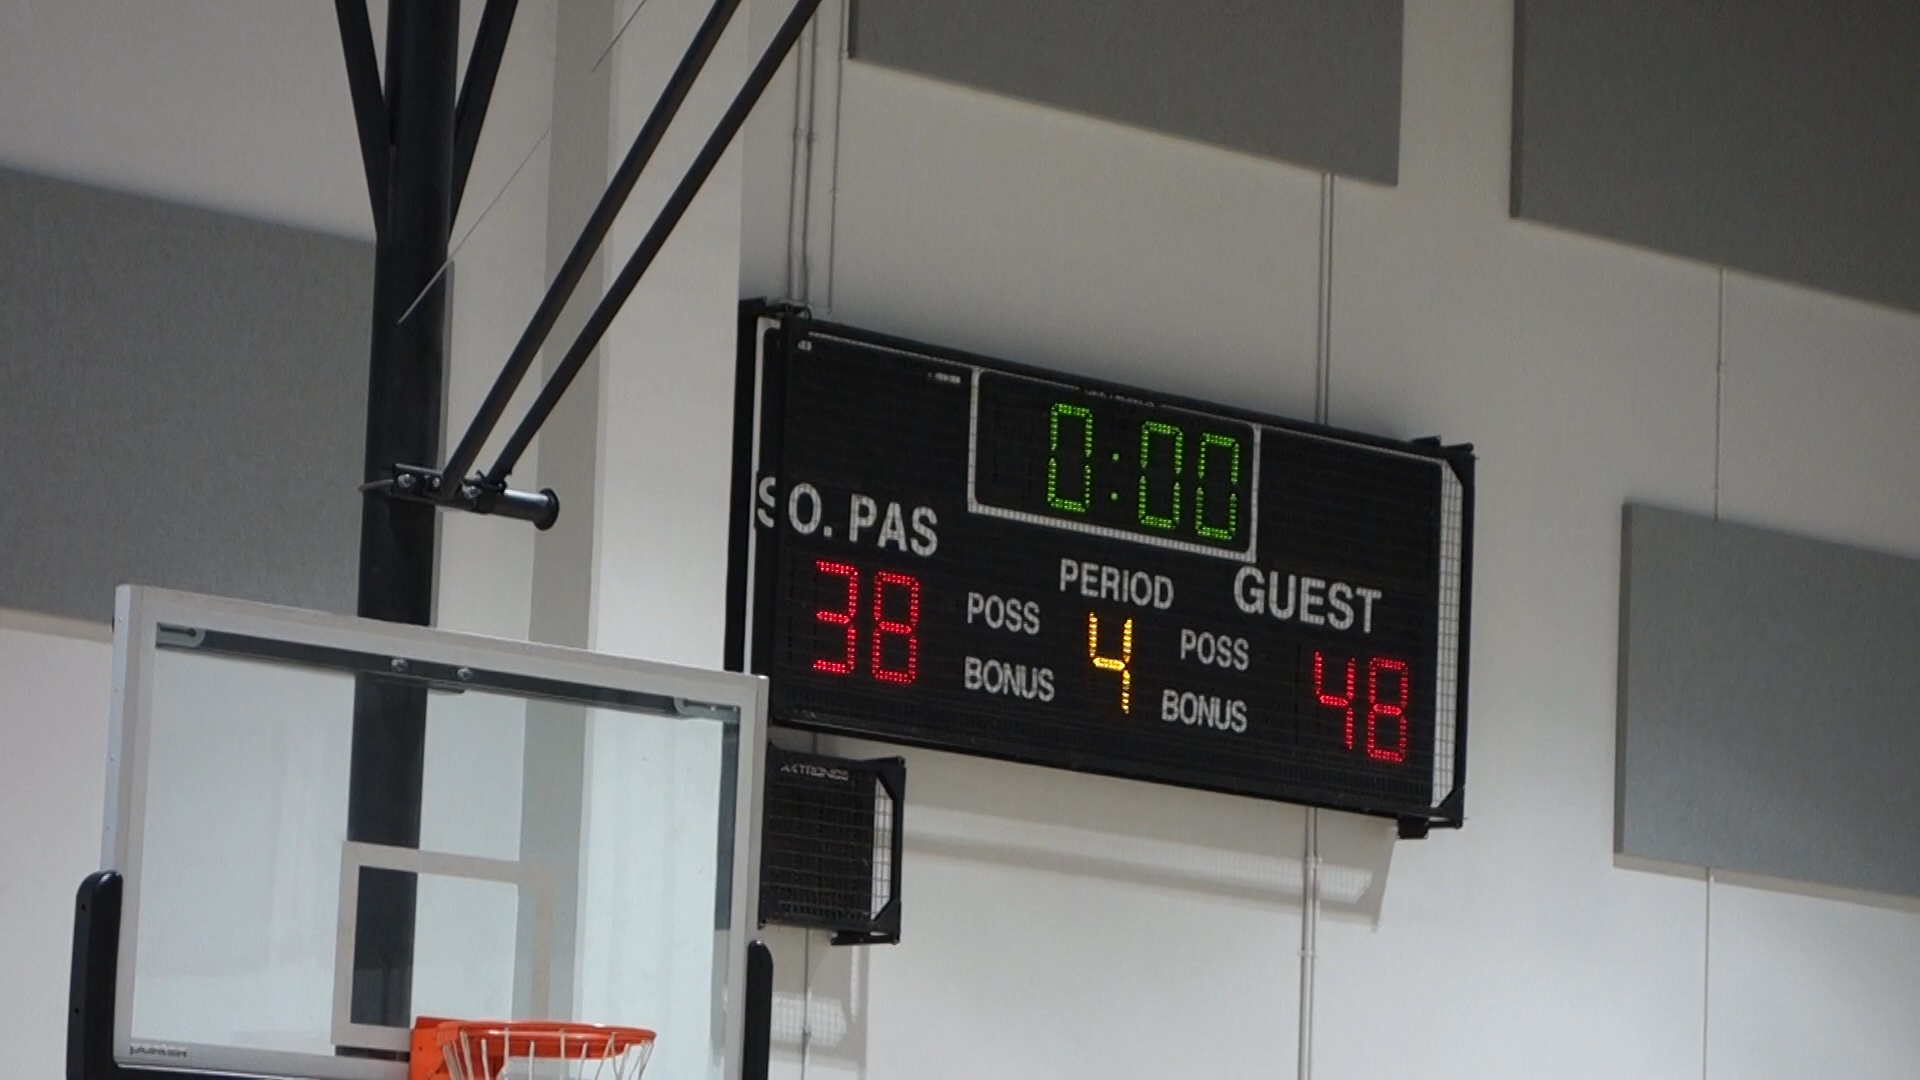 0:00
SO. PAS
PERIOD
GUEST
38
POSS
4
POSS
48
BONUS
BONUS